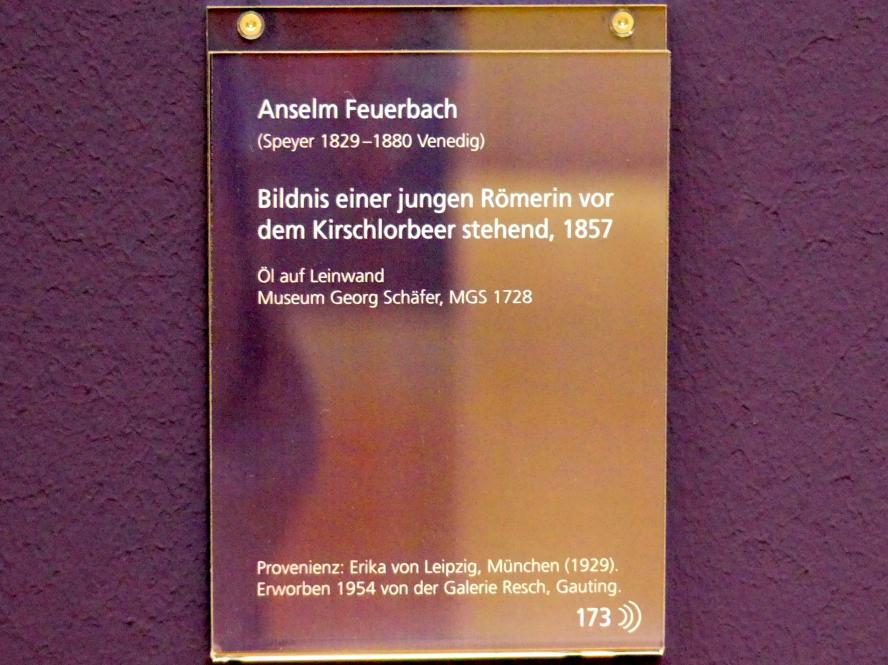 Anselm Feuerbach
(Speyer 1829–1880 Venedig)
Bildnis einer jungen Römerin vor
dem Kirschlorbeer stehend, 1857
Öl auf Leinwand
Museum Georg Schäfer, MGS 1728
Provenienz: Erika von Leipzig, München (1929).
Erworben 1954 von der Galerie Resch, Gauting.
173